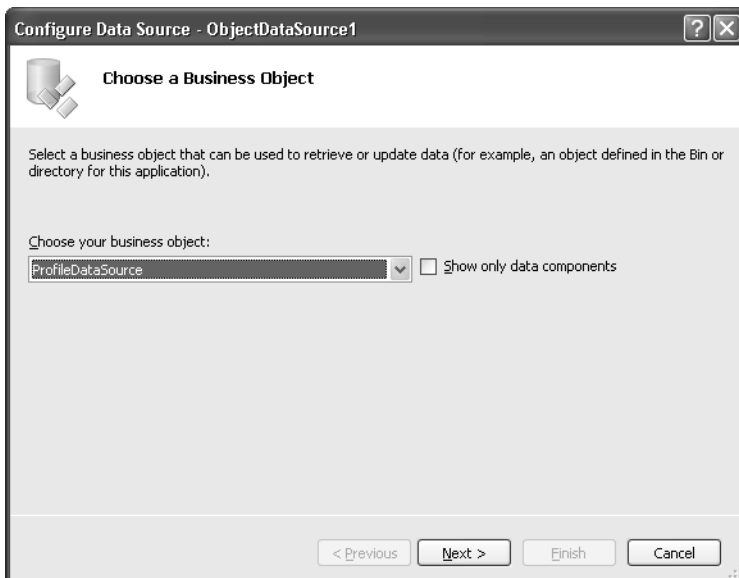 Configure Data Source - ObjectDataSource1
Choose a Business Object
Select a business object that can be used to retrieve or update data (for example, an object defined in the Bin or
directory for this application).
Choose your business object:
ProfileDataSource
Show only data components
< Previous
Next >
Finish
Cancel